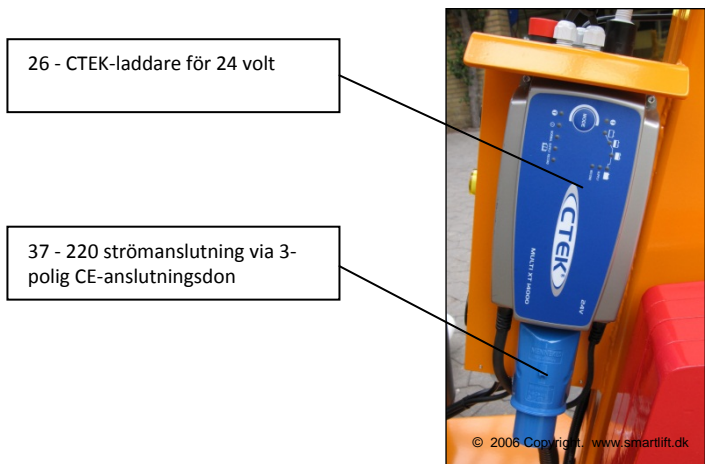 26 - CTEK-laddare för 24 volt
37 - 220 strömanslutning via 3-
polig CE-anslutningsdon
MODE
CTEK
MULTI XT 14000
24V
© 2006 Copyright. www.smartlift.dk